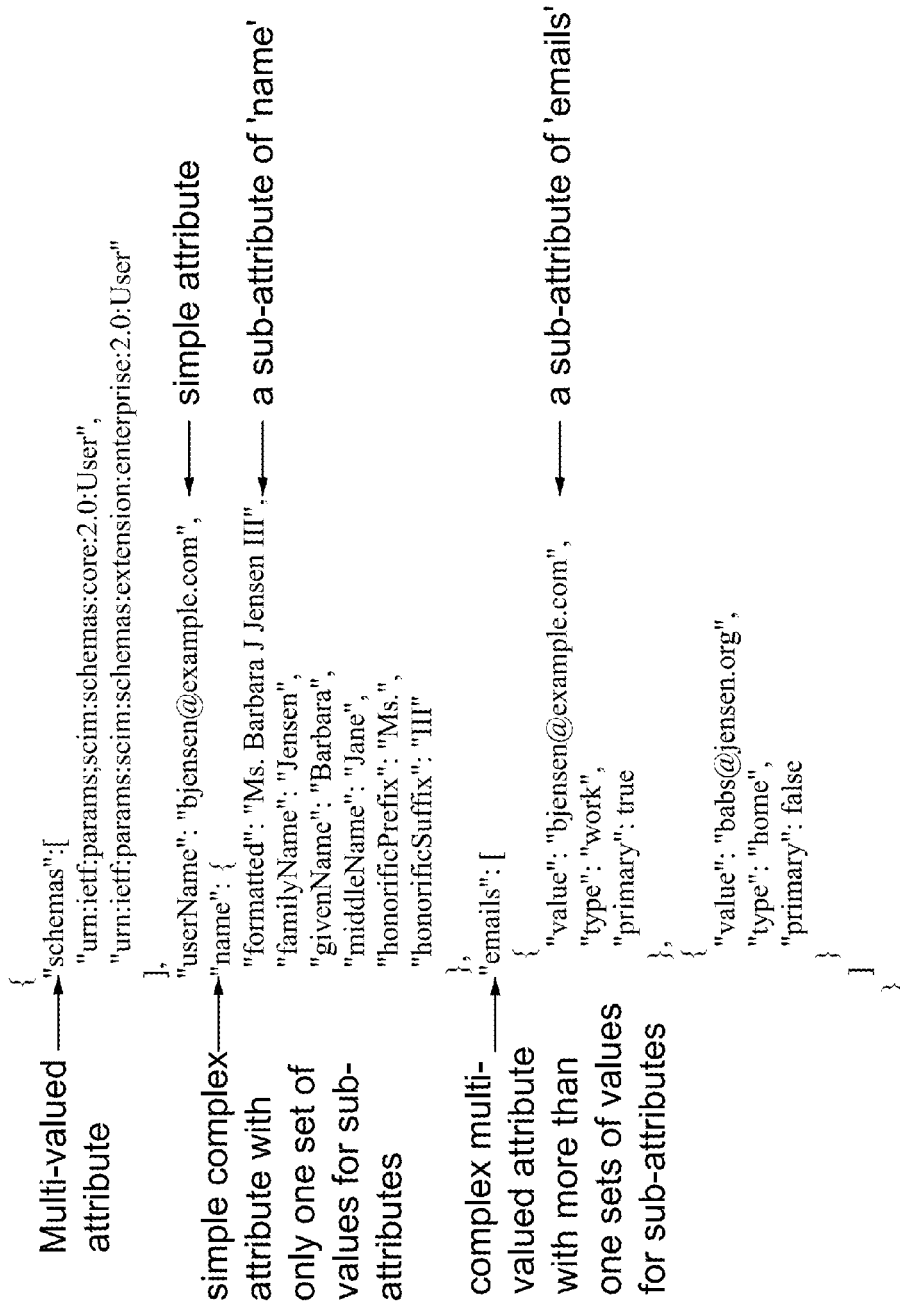 {
Multi-valued
attribute
"schemas":[
"urn:ietf:params;scim:schemas:core:2.0:User",
"urn:ietf:params:scim:schemas:extension:enterprise:2.0:User"
],
"userName": "bjensen@example.com",
simple attribute
simple complex
attribute with
only one set of
values for sub-
attributes
"name": {
"formatted": "Ms. Barbara J Jensen III",
a sub-attribute of 'name'
"familyName": "Jensen",
"givenName": "Barbara",
"middleName": "Jane",
"honorificPrefix": "Ms.",
"honorificSuffix": "III"
},
complex multi-
valued attribute
with more than
one sets of values
for sub-attributes
"emails": [
{
"value": "bjensen@example.com",
a sub-attribute of 'emails'
"type": "work",
"primary": true
},
{
"value": "babs@jensen.org",
"type": "home",
"primary": false
}
]
}